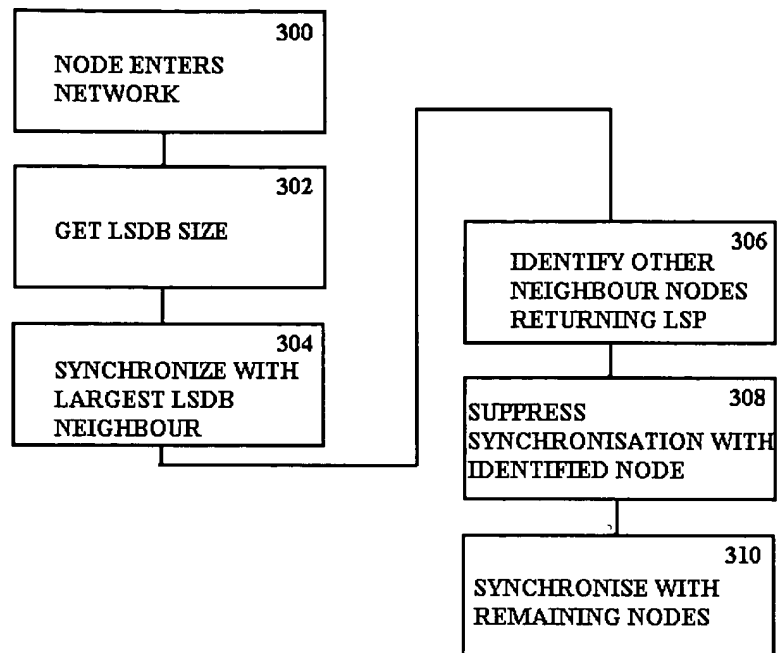 300
NODE ENTERS
NETWORK
302
GET LSDB SIZE
304
SYNCHRONIZE WITH
LARGEST LSDB
NEIGHBOUR
306
IDENTIFY OTHER
NEIGHBOUR NODES
RETURNING LSP
308
SUPPRESS
SYNCHRONISATION WITH
IDENTIFIED NODE
310
SYNCHRONISE WITH
REMAINING NODES